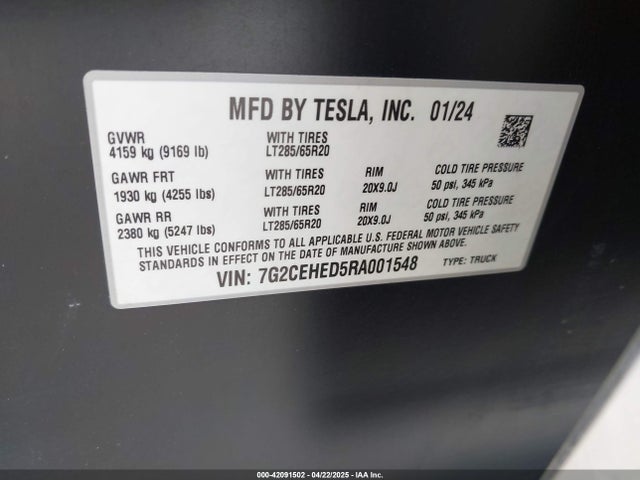 MFD BY TESLA, INC. 01/24
GVWR WITH TIRES
4159 kg (9169 lb) LT285/65R20
GAWR FRT WITH TIRES RIM COLD TIRE PRESSURE
1930 kg (4255 lbs) LT285/65R20 20X9.0J 50 psi, 345 kPa
GAWR RR WITH TIRES RIM COLD TIRE PRESSURE
2380 kg (5247 lbs) LT285/65R20 20X9.0J 50 psi, 345 kPa
THIS VEHICLE CONFORMS TO ALL APPLICABLE U.S. FEDERAL MOTOR VEHICLE SAFETY
STANDARDS IN EFFECT ON THE DATE OF MANUFACTURE SHOWN ABOVE.
VIN: 7G2CEHED5RA001548 TYPE: TRUCK
000-42091502 - 04/22/2025 - IAA Inc.